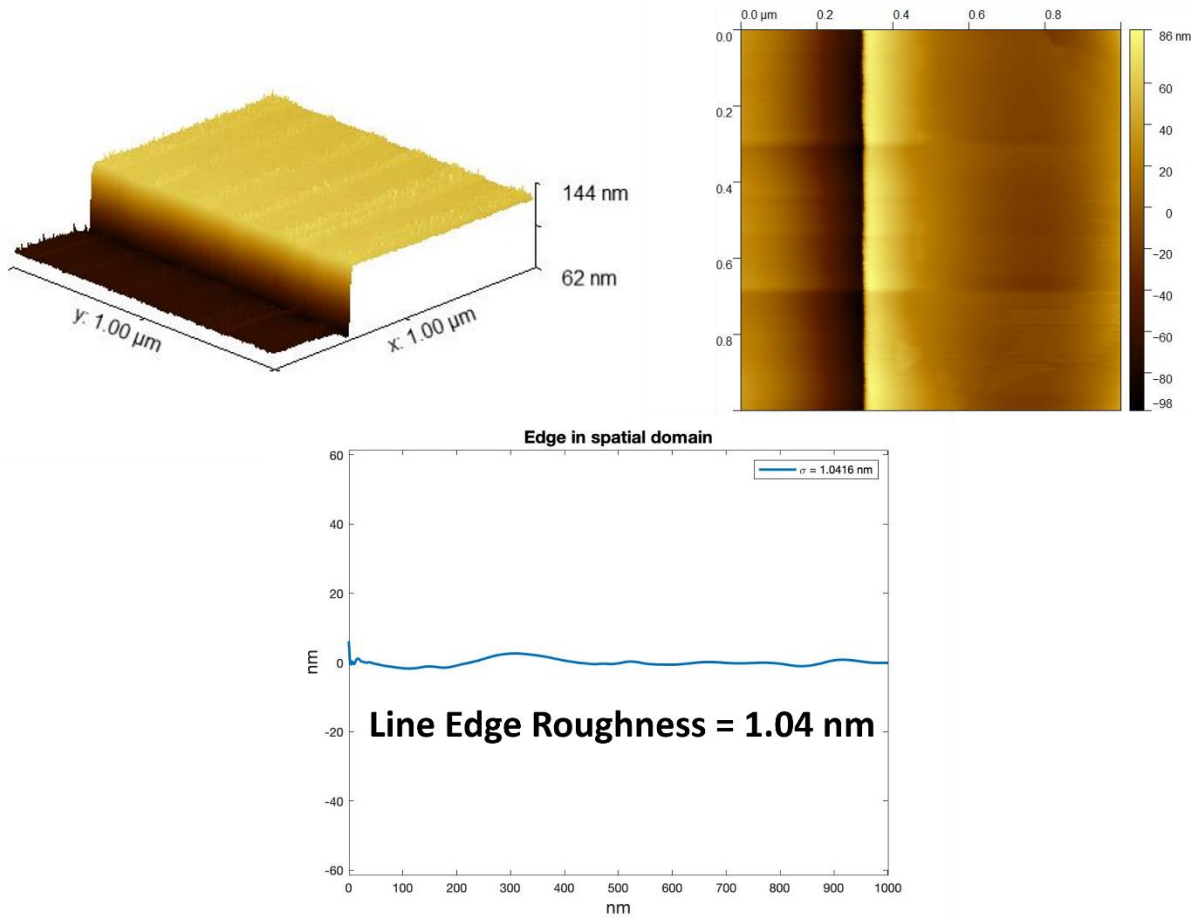 144 nm
62 nm
y: 1.00 µm
x: 1.00 µm
0.0 µm 0.2 0.4 0.6 0.8
0.0
0.2
0.4
0.6
0.8
86 nm
60
40
20
0
−20
−40
−60
−80
−98
Edge in spatial domain
σ = 1.0416 nm
60
40
20
0
-20
-40
-60
nm
Line Edge Roughness = 1.04 nm
0 100 200 300 400 500 600 700 800 900 1000
nm